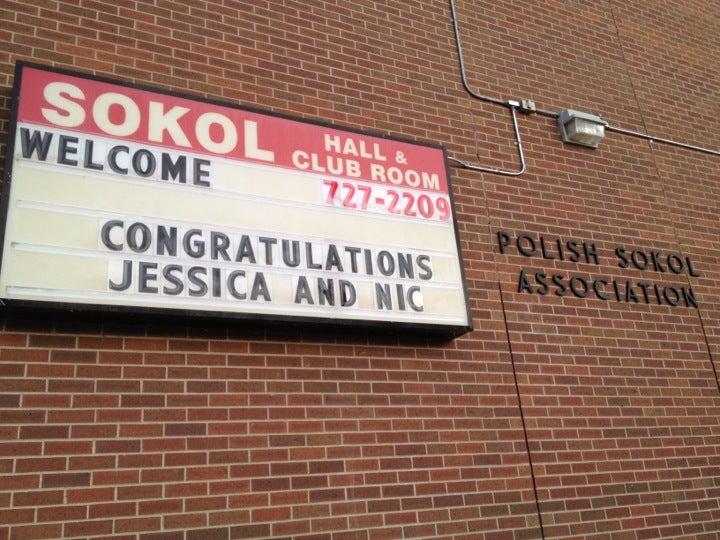 SOKOL HALL & CLUB ROOM
WELCOME 727-2209
CONGRATULATIONS
JESSICA AND NIC
POLISH SOKOL
ASSOCIATION